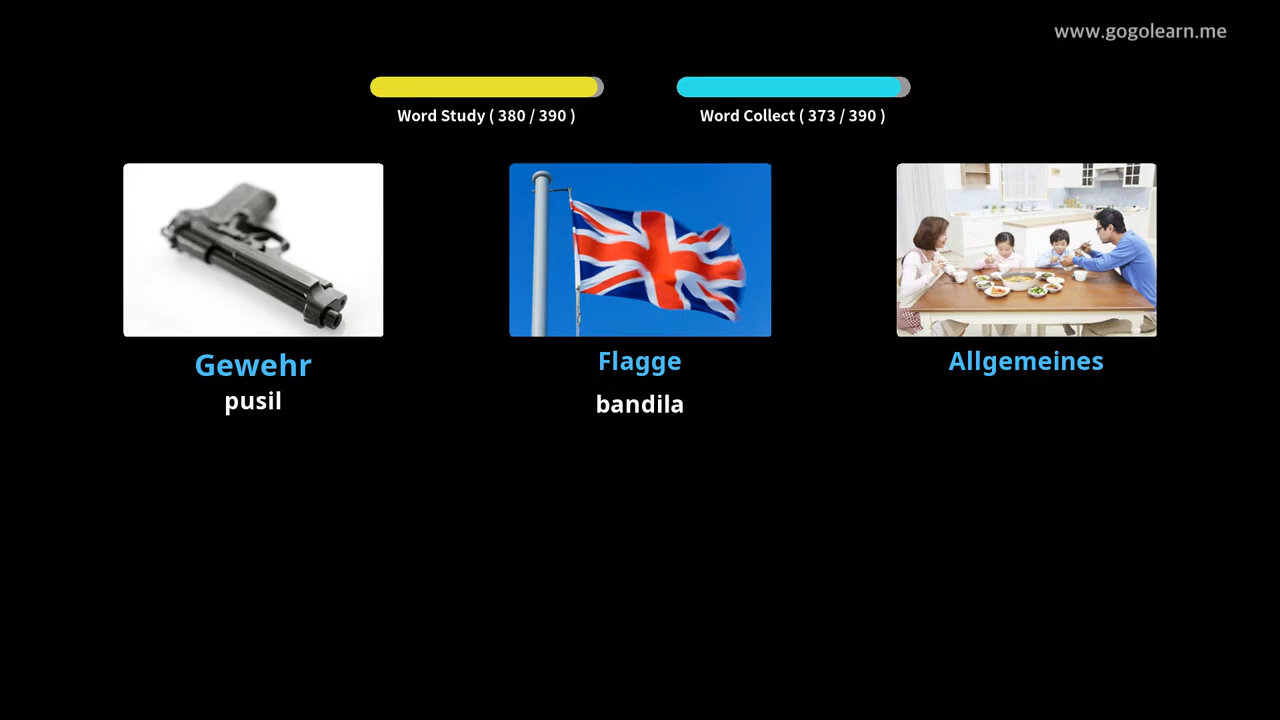 www.gogolearn.me
Word Study ( 380 / 390 )
Word Collect ( 373 / 390 )
Gewehr
pusil
Flagge
bandila
Allgemeines